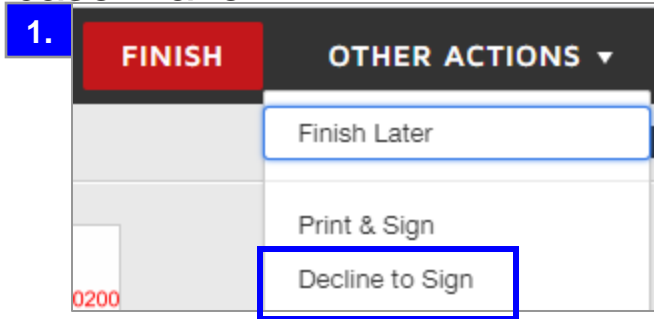 1.
FINISH OTHER ACTIONS ▼
Finish Later
Print & Sign
Decline to Sign
0200